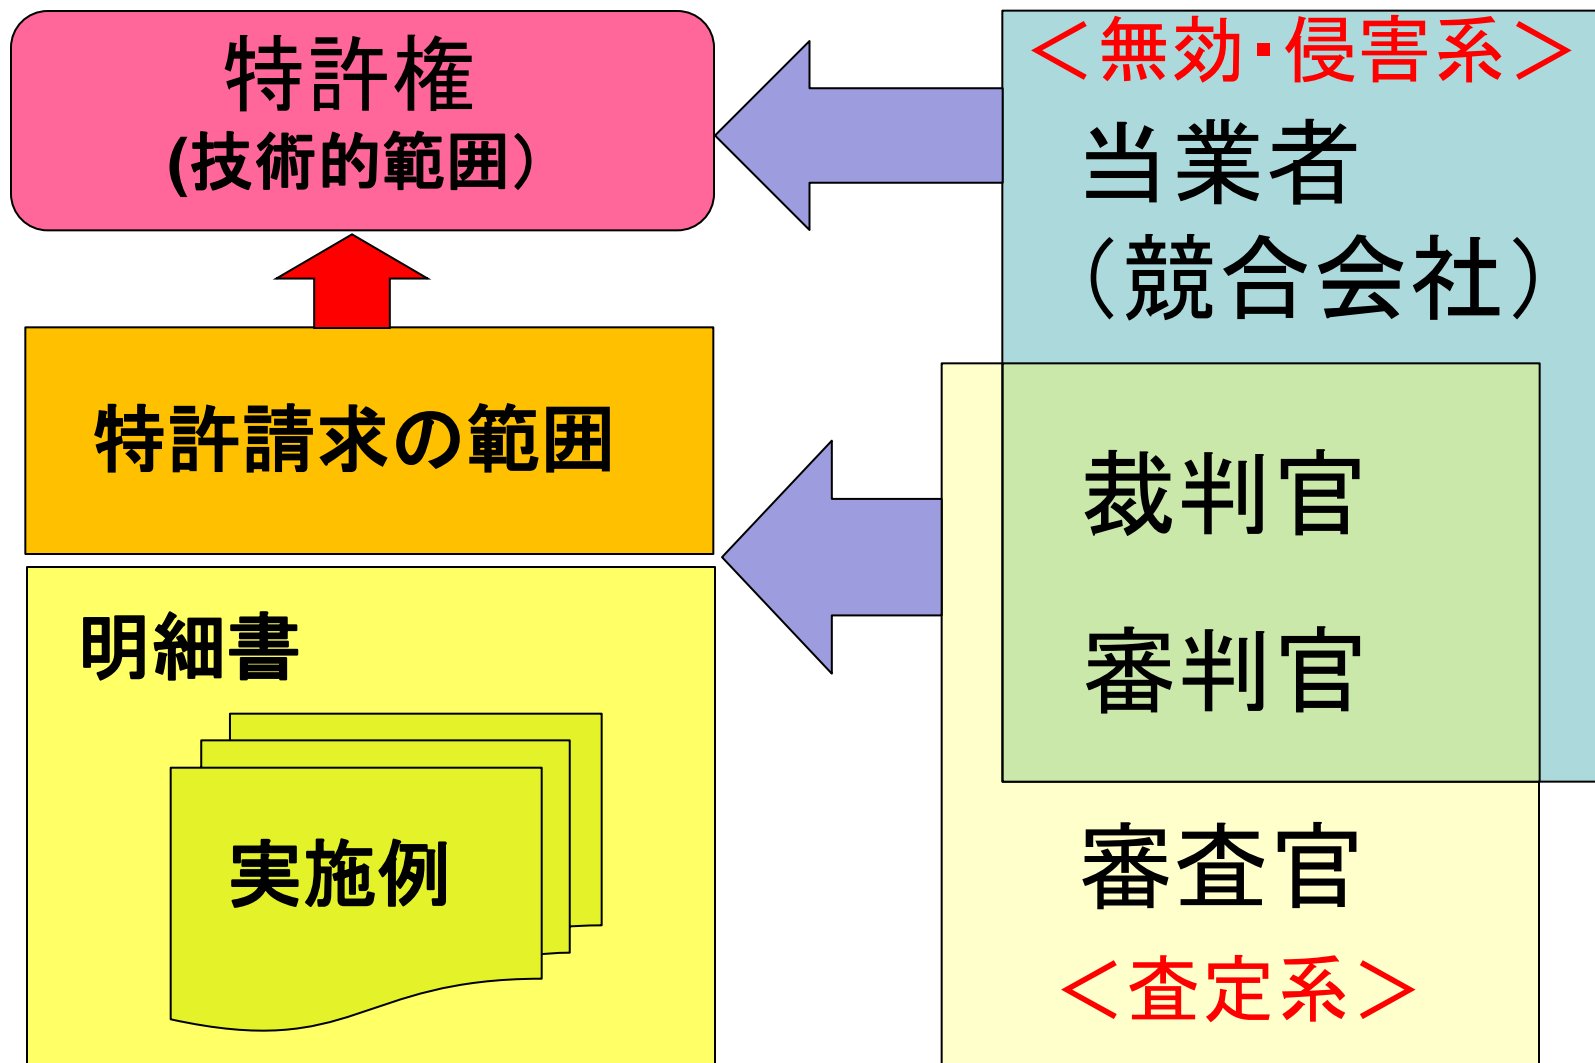 特許権
(技術的範囲）
特許請求の範囲
明細書
実施例
＜無効・侵害系＞
当業者
（競合会社）
裁判官
審判官
審査官
＜査定系＞